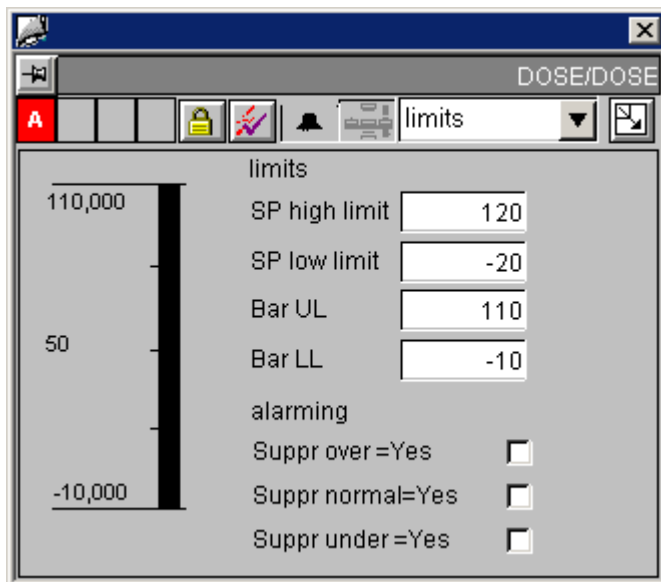 DOSE/DOSE
A
limits
limits
110,000
SP high limit 120
SP low limit -20
Bar UL 110
50
Bar LL -10
alarming
Suppr over =Yes
-10,000
Suppr normal=Yes
Suppr under =Yes